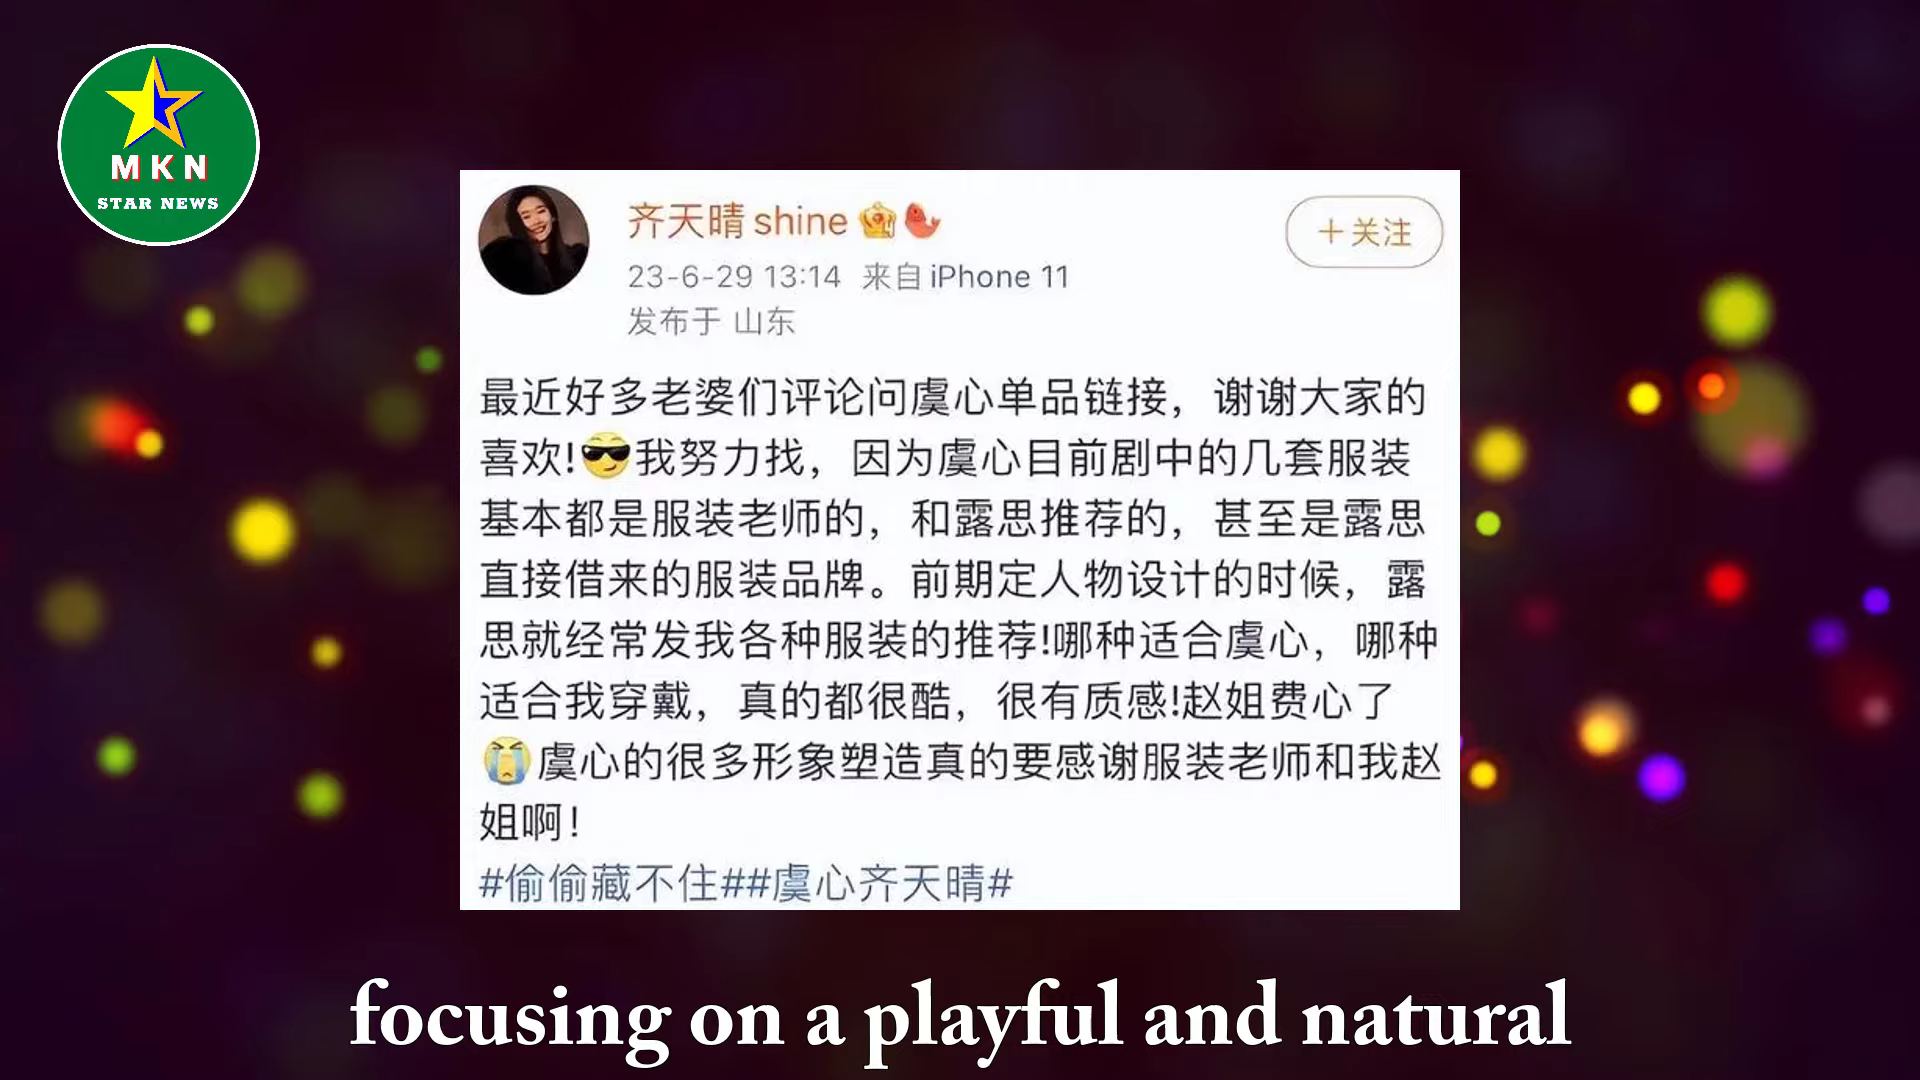 MKN
STAR NEWS
齐天晴shine
+关注
23-6-29 13:14 来自 iPhone 11
发布于 山东
最近好多老婆们评论问虞心单品链接，谢谢大家的
喜欢!😎我努力找，因为虞心目前剧中的几套服装
基本都是服装老师的，和露思推荐的，甚至是露思
直接借来的服装品牌。前期定人物设计的时候，露
思就经常发我各种服装的推荐!哪种适合虞心，哪种
适合我穿戴，真的都很酷，很有质感!赵姐费心了
😭虞心的很多形象塑造真的要感谢服装老师和我赵
姐啊!
#偷偷藏不住##虞心齐天晴#
focusing on a playful and natural